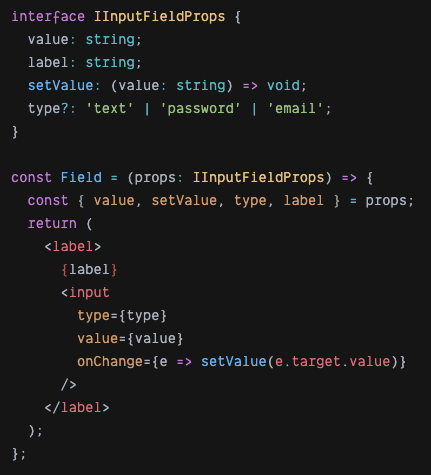 interface IInputFieldProps {
  value: string;
  label: string;
  setValue: (value: string) => void;
  type?: 'text' | 'password' | 'email';
}

const Field = (props: IInputFieldProps) => {
  const { value, setValue, type, label } = props;
  return (
    <label>
      {label}
      <input
        type={type}
        value={value}
        onChange={e => setValue(e.target.value)}
      />
    </label>
  );
};